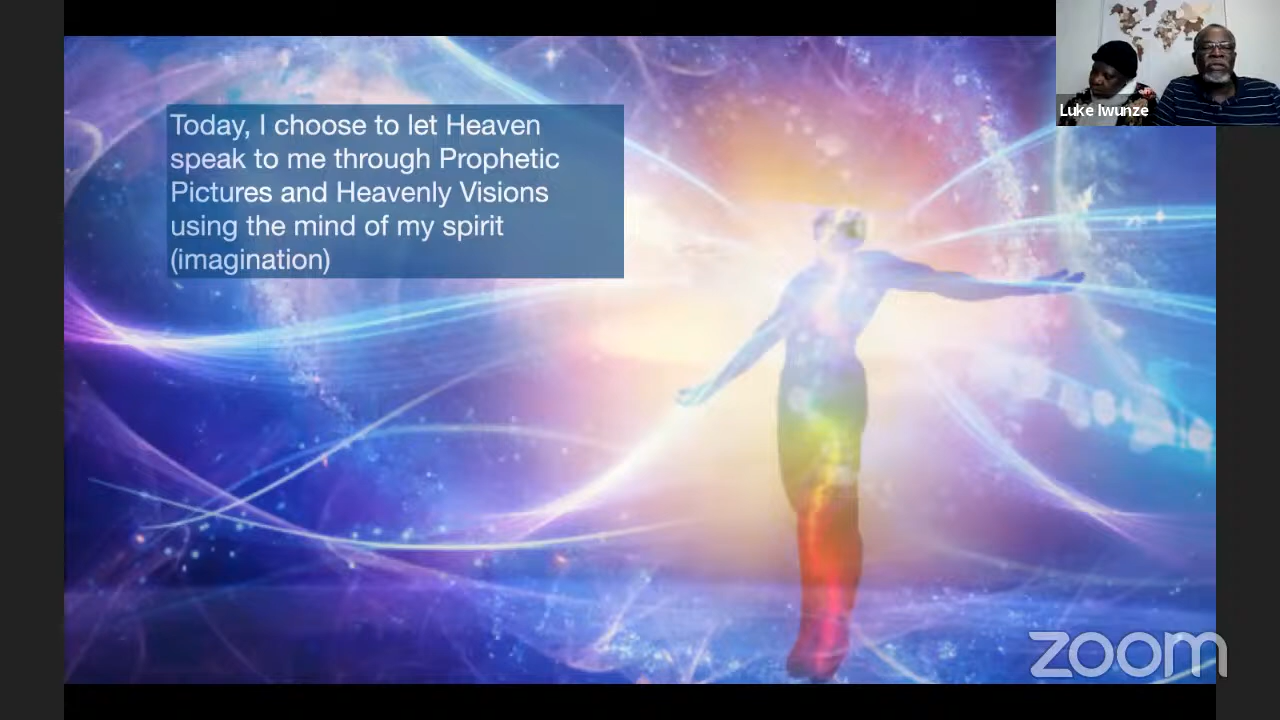 Today, I choose to let Heaven
speak to me through Prophetic
Pictures and Heavenly Visions
using the mind of my spirit
(imagination)
Luke Iwunze
zoom